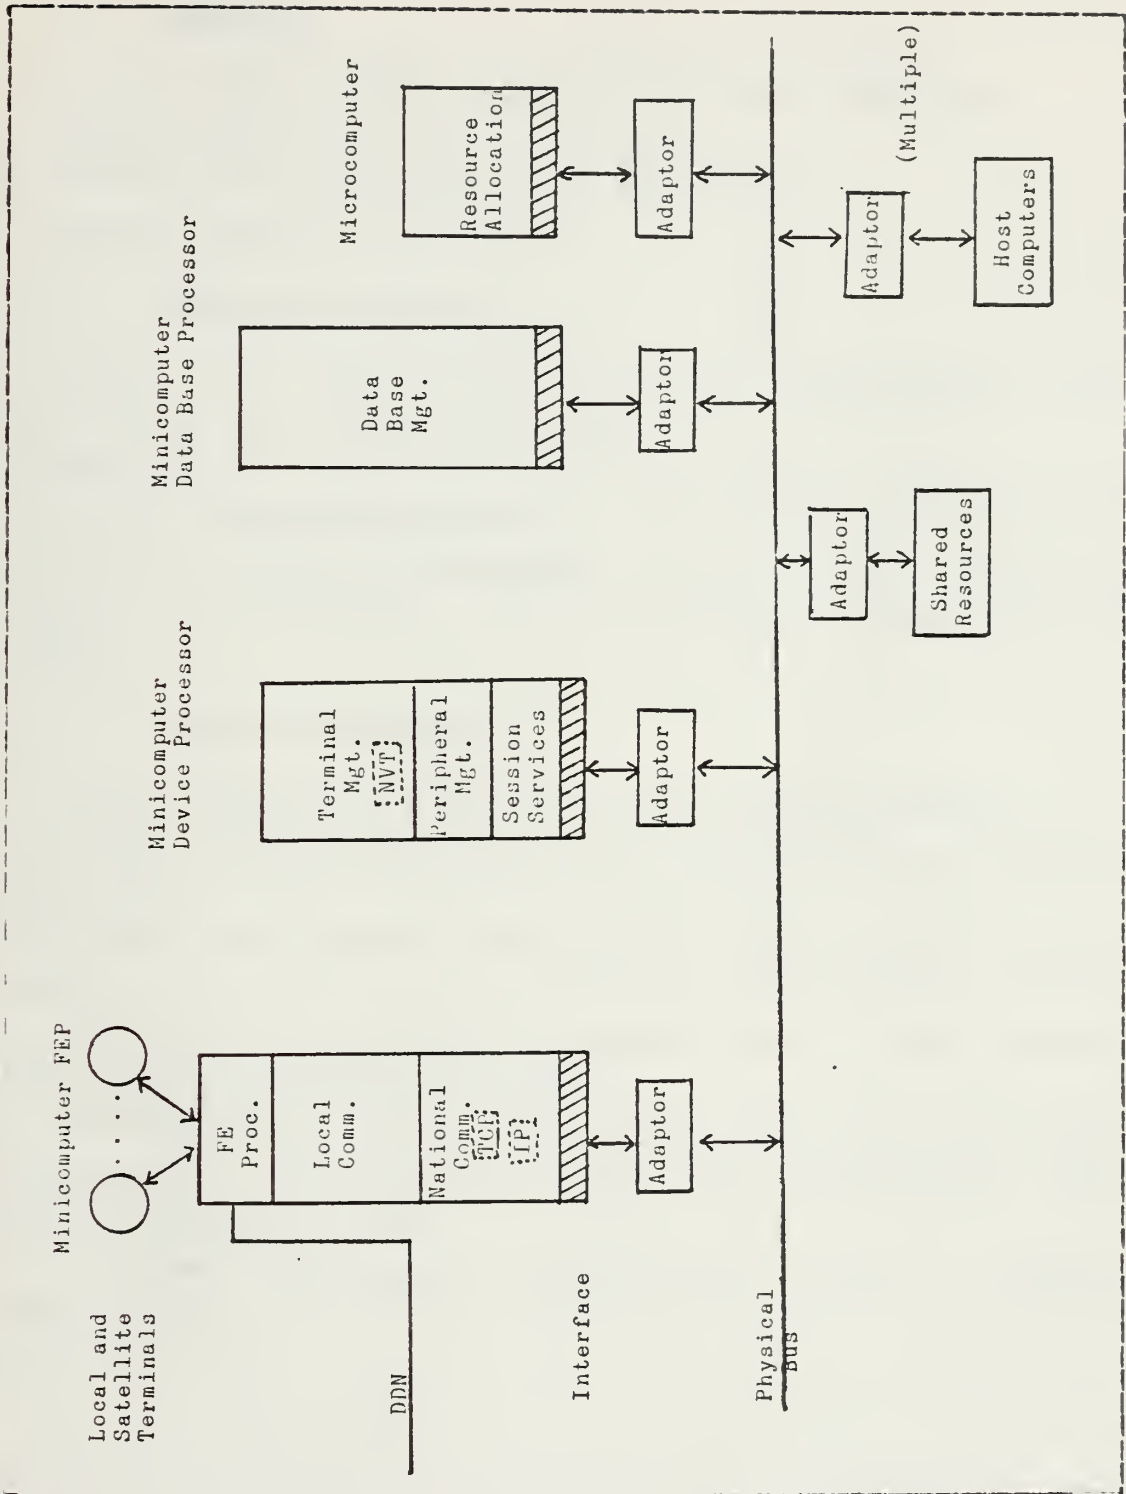 Local and
Satellite
Terminals
Minicomputer FEP
FE
Proc.
Local
Comm.
National
Comm.
TCP
IP
DDN
Interface
Adaptor
Physical
Bus
Minicomputer
Device Processor
Terminal
Mgt.
NVT
Peripheral
Mgt.
Session
Services
Adaptor
Minicomputer
Data Base Processor
Data
Base
Mgt.
Adaptor
Microcomputer
Resource
Allocation
Adaptor
Adaptor
Shared
Resources
Adaptor
Host
Computers
(Multiple)